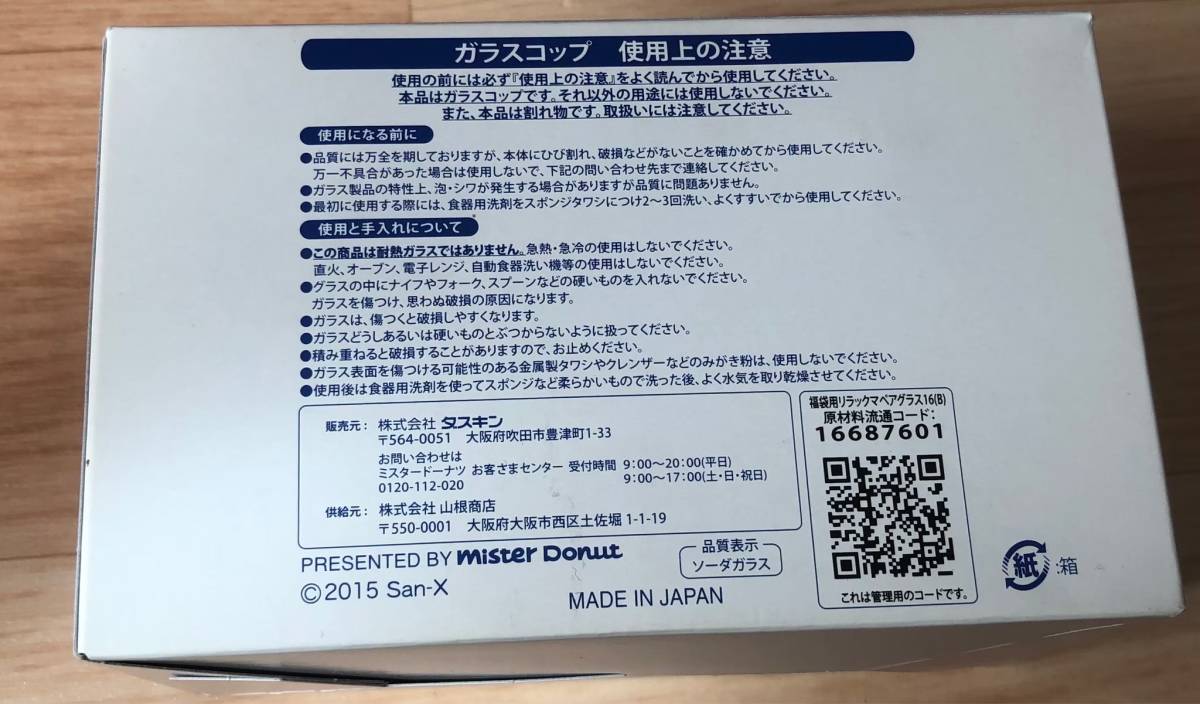 ガラスコップ 使用上の注意
使用の前には必ず『使用上の注意』をよく読んでから使用してください。
本品はガラスコップです。それ以外の用途には使用しないでください。
また、本品は割れ物です。取扱いには注意してください。
使用になる前に
●品質には万全を期しておりますが、本体にひび割れ、破損などがないことを確かめてから使用してください。
万一不具合があった場合は使用しないで、下記の問い合わせ先まで連絡してください。
●ガラス製品の特性上、泡・シワが発生する場合がありますが品質に問題ありません。
●最初に使用する際には、食器用洗剤をスポンジタワシにつけ2〜3回洗い、よくすすいでから使用してください。
使用と手入れについて
●この商品は耐熱ガラスではありません。急熱・急冷の使用はしないでください。
直火、オーブン、電子レンジ、自動食器洗い機等の使用はしないでください。
●グラスの中にナイフやフォーク、スプーンなどの硬いものを入れないでください。
ガラスを傷つけ、思わぬ破損の原因になります。
●ガラスは、傷つくと破損しやすくなります。
●ガラスどうしあるいは硬いものとぶつからないように扱ってください。
●積み重ねると破損することがありますので、お止めください。
●ガラス表面を傷つける可能性のある金属製タワシやクレンザーなどのみがき粉は、使用しないでください。
●使用後は食器用洗剤を使ってスポンジなど柔らかいもので洗った後、よく水気を取り乾燥させてください。
販売元: 株式会社 ダスキン
〒564-0051 大阪府吹田市豊津町1-33
お問い合わせは
ミスタードーナツ お客さまセンター 受付時間 9:00〜20:00(平日)
0120-112-020 9:00〜17:00(土・日・祝日)
供給元: 株式会社 山根商店
〒550-0001 大阪府大阪市西区土佐堀 1-1-19
福袋用リラックマペアグラス16(B)
原材料流通コード:
16687601
これは管理用のコードです。
PRESENTED BY mister Donut
©2015 San-X
MADE IN JAPAN
品質表示
ソーダガラス
紙 :箱